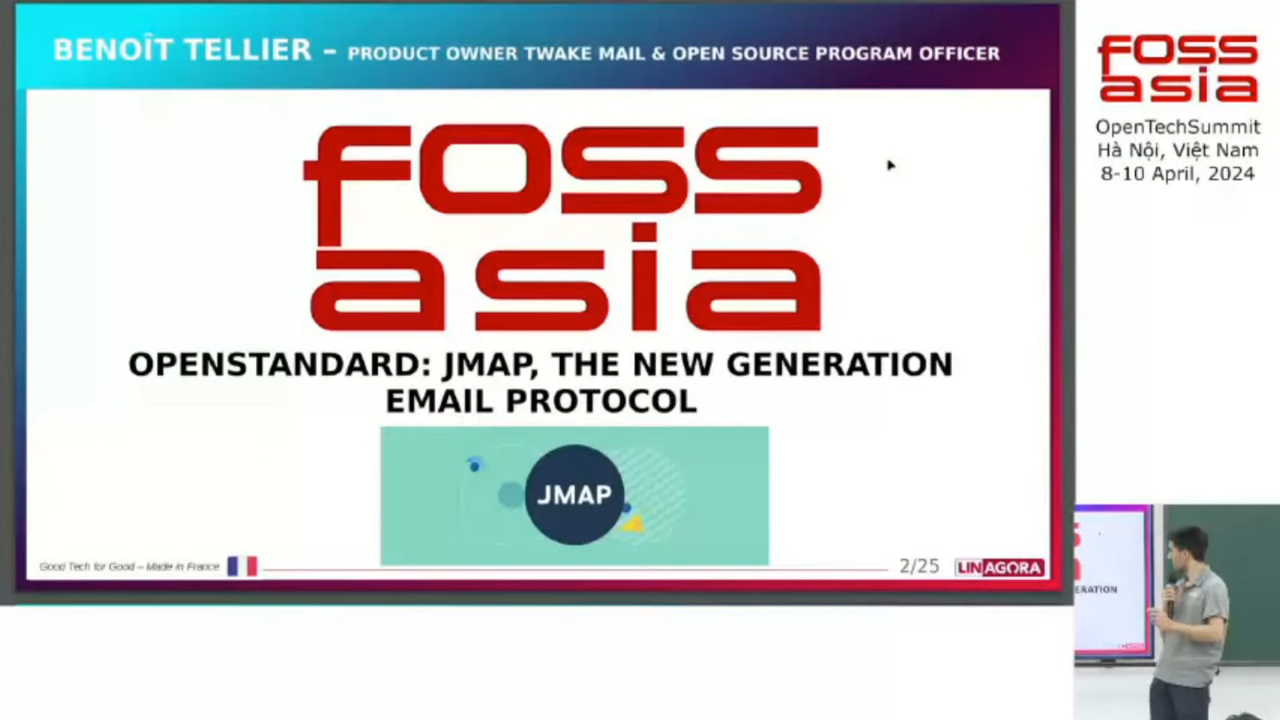 BENOÎT TELLIER – PRODUCT OWNER TWAKE MAIL & OPEN SOURCE PROGRAM OFFICER
foss
asia
OPENSTANDARD: JMAP, THE NEW GENERATION
EMAIL PROTOCOL
JMAP
Good Tech for Good – Made in France
2/25
LINAGORA
foss
asia
OpenTechSummit
Hà Nội, Việt Nam
8-10 April, 2024
ERATION